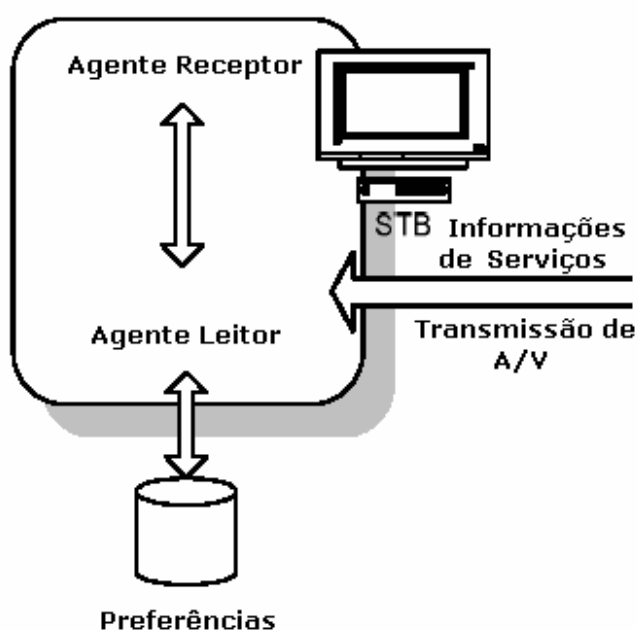 Agente Receptor
STB
Informações
de Serviços
Agente Leitor
Transmissão de
A/V
Preferências